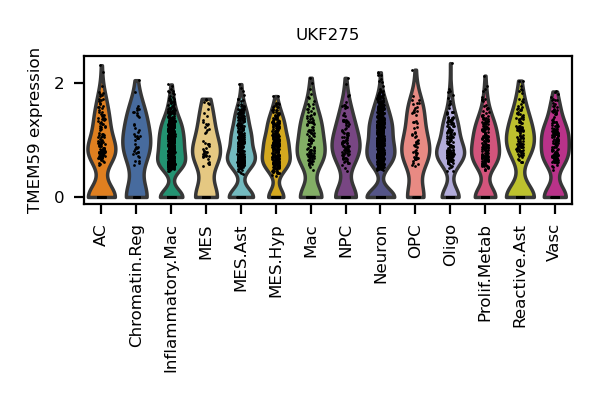 UKF275
TMEM59 expression
2
0
AC
Chromatin.Reg
Inflammatory.Mac
MES
MES.Ast
MES.Hyp
Mac
NPC
Neuron
OPC
Oligo
Prolif.Metab
Reactive.Ast
Vasc